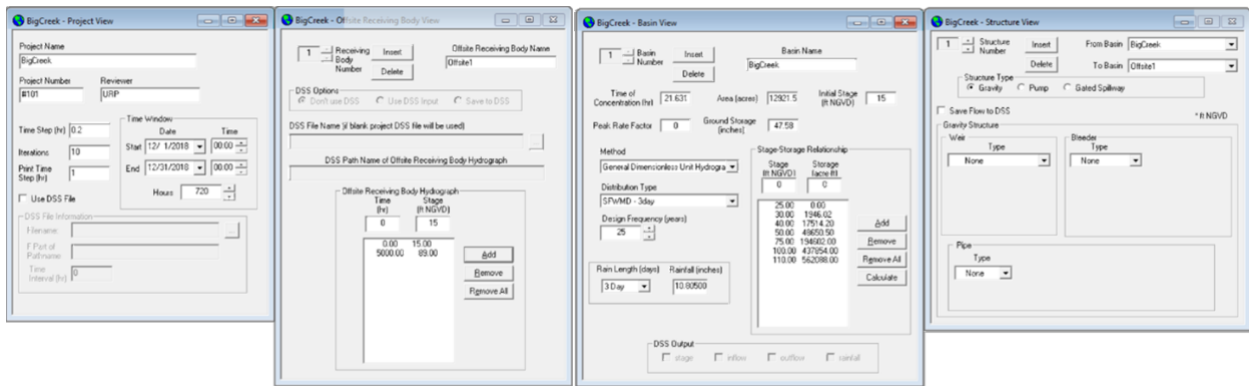 BigCreek - Project View
Project Name
BigCreek
Project Number Reviewer
#101 URP
Time Step (hr) 0.2
Iterations 10
Print Time Step (hr) 1
Use DSS File
Time Window
Date Time
Start 12/ 1/2018 00:00
End 12/31/2018 00:00
Hours 720
DSS File Information
Filename:
F Part of Pathname:
Time Interval (hr) 0
BigCreek - Offsite Receiving Body View
1 Receiving Body Number
Insert
Delete
Offsite Receiving Body Name
Offsite1
DSS Options
Don't use DSS Use DSS Input Save to DSS
DSS File Name (if blank project DSS file will be used)
...
DSS Path Name of Offsite Receiving Body Hydrograph
Offsite Receiving Body Hydrograph
Time (hr) Stage (ft NGVD)
0 15
0.00 15.00
5000.00 89.00
Add
Remove
Remove All
BigCreek - Basin View
1 Basin Number
Insert
Delete
Basin Name
BigCreek
Time of Concentration (hr) 21.631
Area (acres) 12921.5
Initial Stage (ft NGVD) 15
Peak Rate Factor 0
Ground Storage (inches) 47.58
Method
General Dimensionless Unit Hydrogra
Distribution Type
SFWMD - 3day
Design Frequency (years)
25
Rain Length (days) Rainfall (inches)
3 Day 10.80500
Stage-Storage Relationship
Stage (ft NGVD) Storage (acre-ft)
0 0
25.00 0.00
30.00 1946.02
40.00 17514.20
50.00 49650.50
75.00 194602.00
100.00 437854.00
110.00 562088.00
Add
Remove
Remove All
Calculate
DSS Output
stage inflow outflow rainfall
BigCreek - Structure View
1 Structure Number
Insert
Delete
From Basin BigCreek
To Basin Offsite1
Structure Type
Gravity Pump Gated Spillway
Save Flow to DSS
* ft NGVD
Gravity Structure
Weir
Type
None
Bleeder
Type
None
Pipe
Type
None